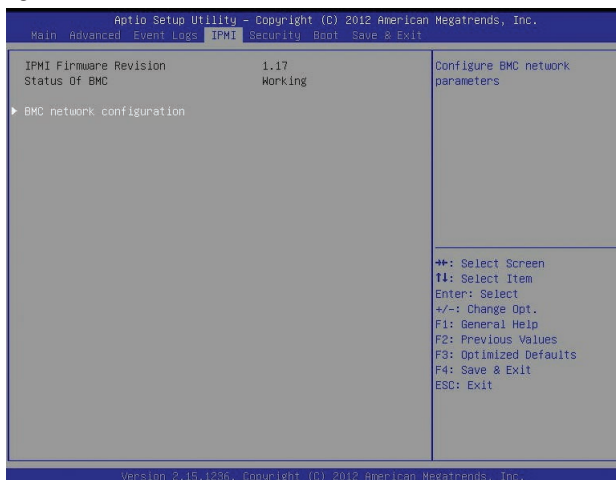 Aptio Setup Utility - Copyright (C) 2012 American Megatrends, Inc.
Main Advanced Event Logs IPMI Security Boot Save & Exit
IPMI Firmware Revision 1.17
Status Of BMC Working
▶ BMC network configuration
Configure BMC network
parameters
→←: Select Screen
↑↓: Select Item
Enter: Select
+/-: Change Opt.
F1: General Help
F2: Previous Values
F3: Optimized Defaults
F4: Save & Exit
ESC: Exit
Version 2.15.1236. Copyright (C) 2012 American Megatrends, Inc.